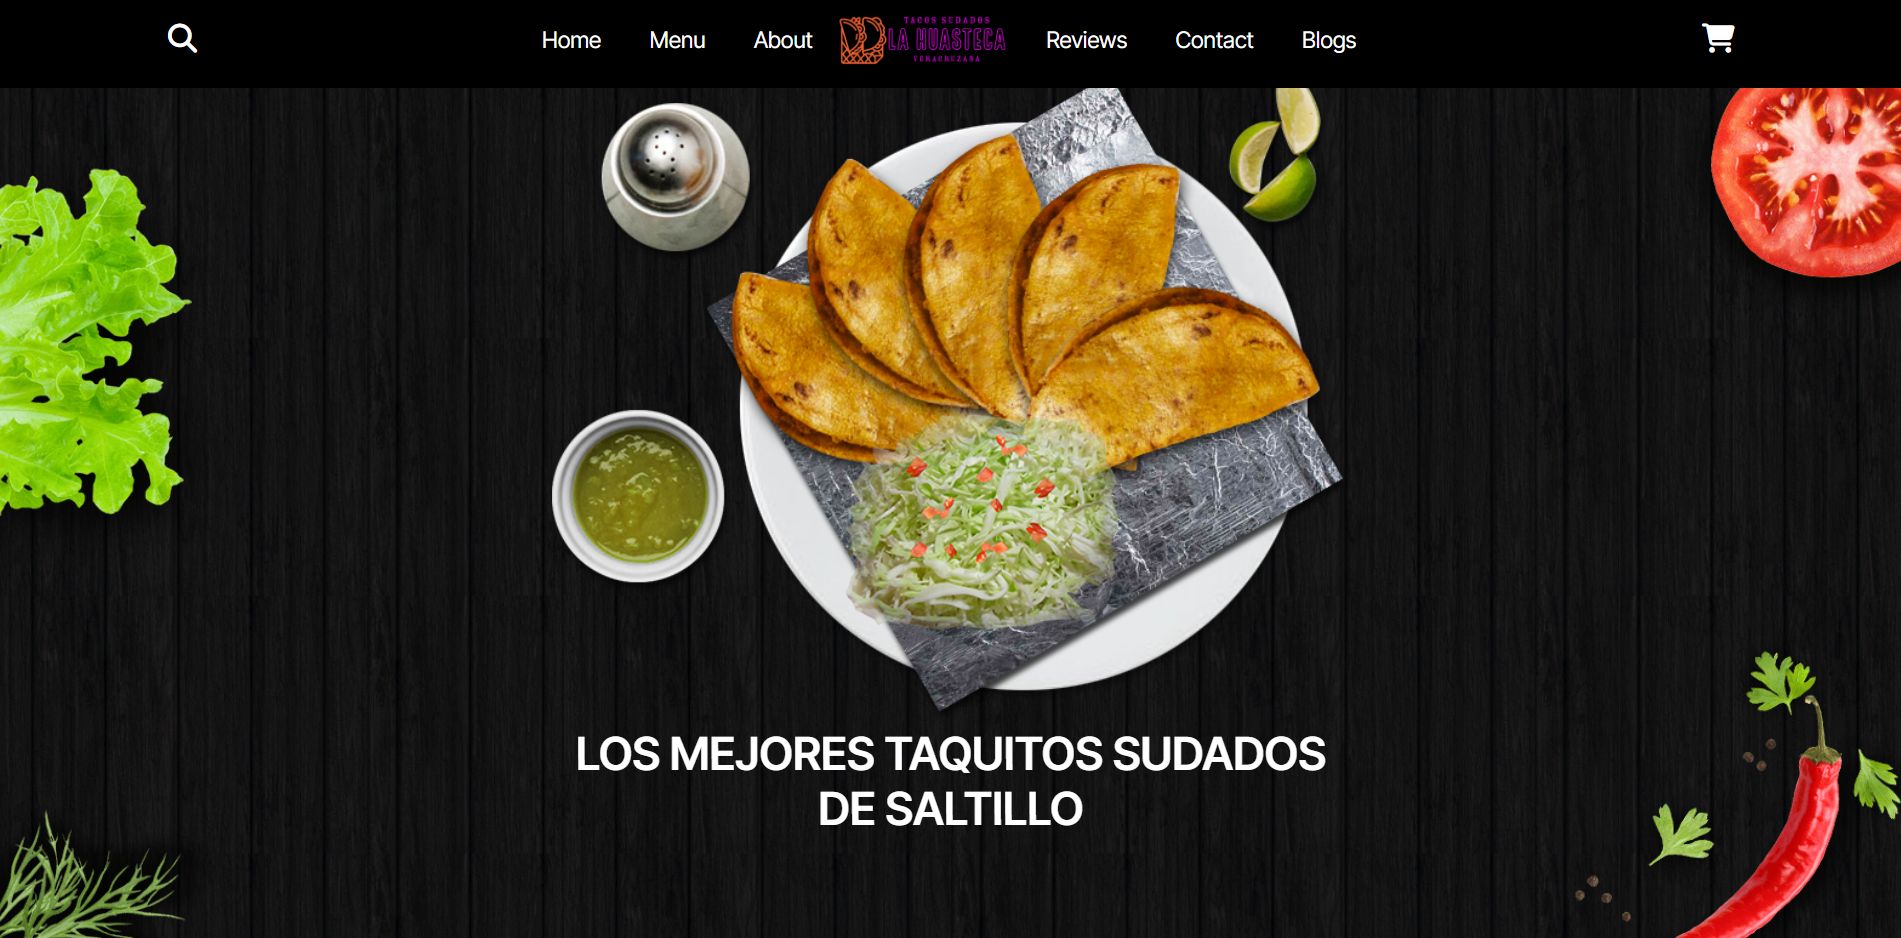 Home Menu About
TACOS SUDADOS
LA HUASTECA
VERACRUZANA
Reviews Contact Blogs
LOS MEJORES TAQUITOS SUDADOS
DE SALTILLO